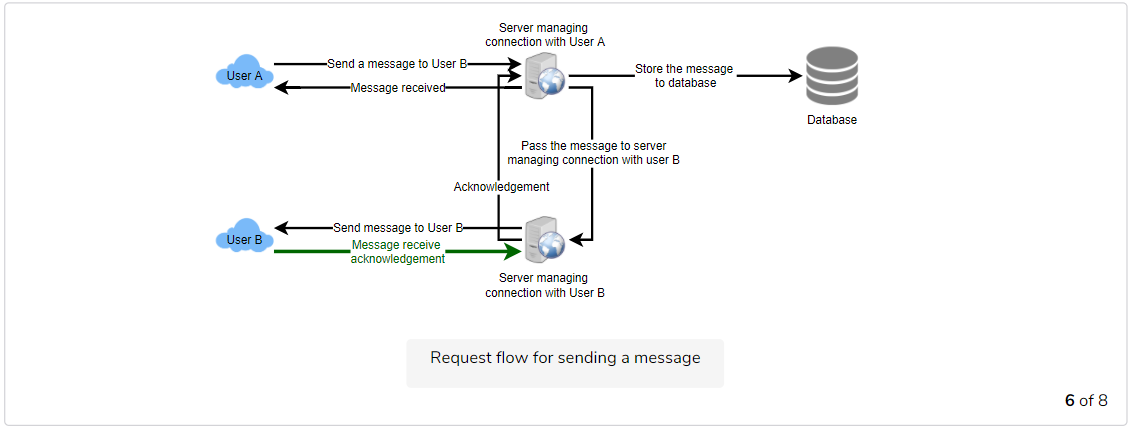 Server managing
connection with User A
User A
Send a message to User B
Message received
Store the message
to database
Database
Pass the message to server
managing connection with user B
Acknowledgement
User B
Send message to User B
Message receive
acknowledgement
Server managing
connection with User B
Request flow for sending a message
6 of 8